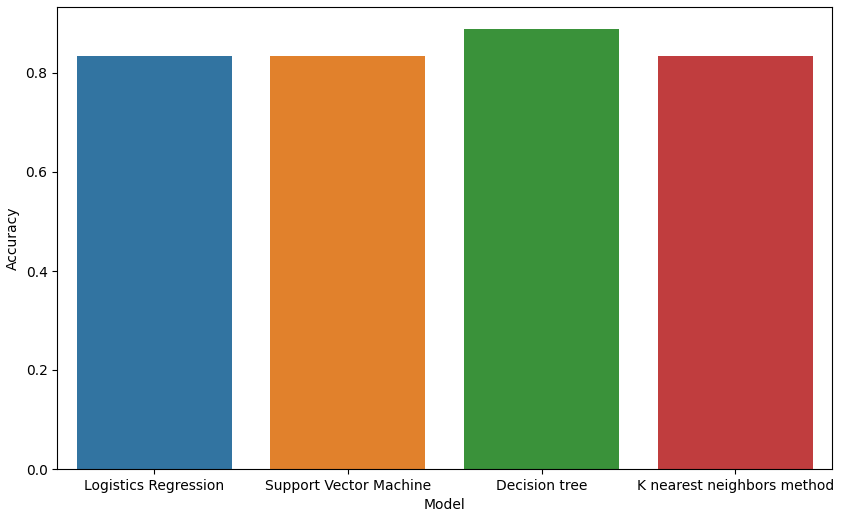 0.8
0.6
0.4
0.2
0.0
Accuracy
Logistics Regression
Support Vector Machine
Decision tree
K nearest neighbors method
Model